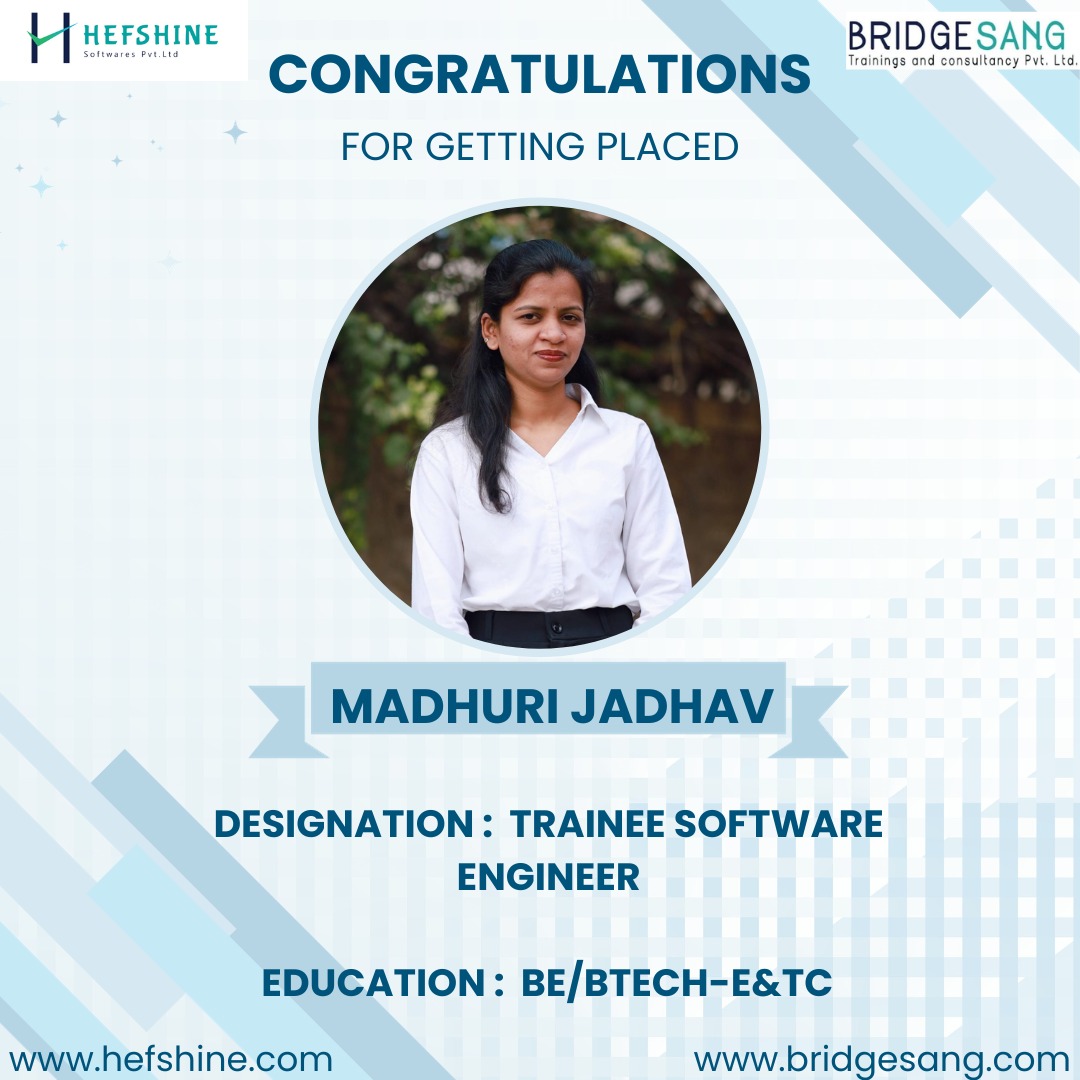 HEFSHINE
Softwares Pvt.Ltd
BRIDGESANG
Trainings and consultancy Pvt. Ltd.
CONGRATULATIONS
FOR GETTING PLACED
MADHURI JADHAV
DESIGNATION : TRAINEE SOFTWARE
ENGINEER
EDUCATION : BE/BTECH-E&TC
www.hefshine.com
www.bridgesang.com